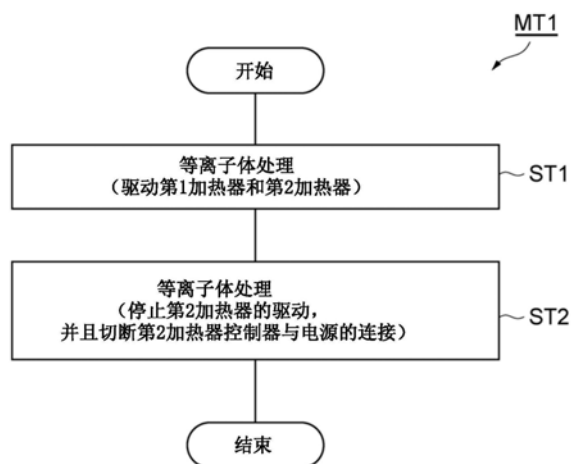 MT1
开始
等离子体处理
（驱动第1加热器和第2加热器）
ST1
等离子体处理
（停止第2加热器的驱动，
并且切断第2加热器控制器与电源的连接）
ST2
结束